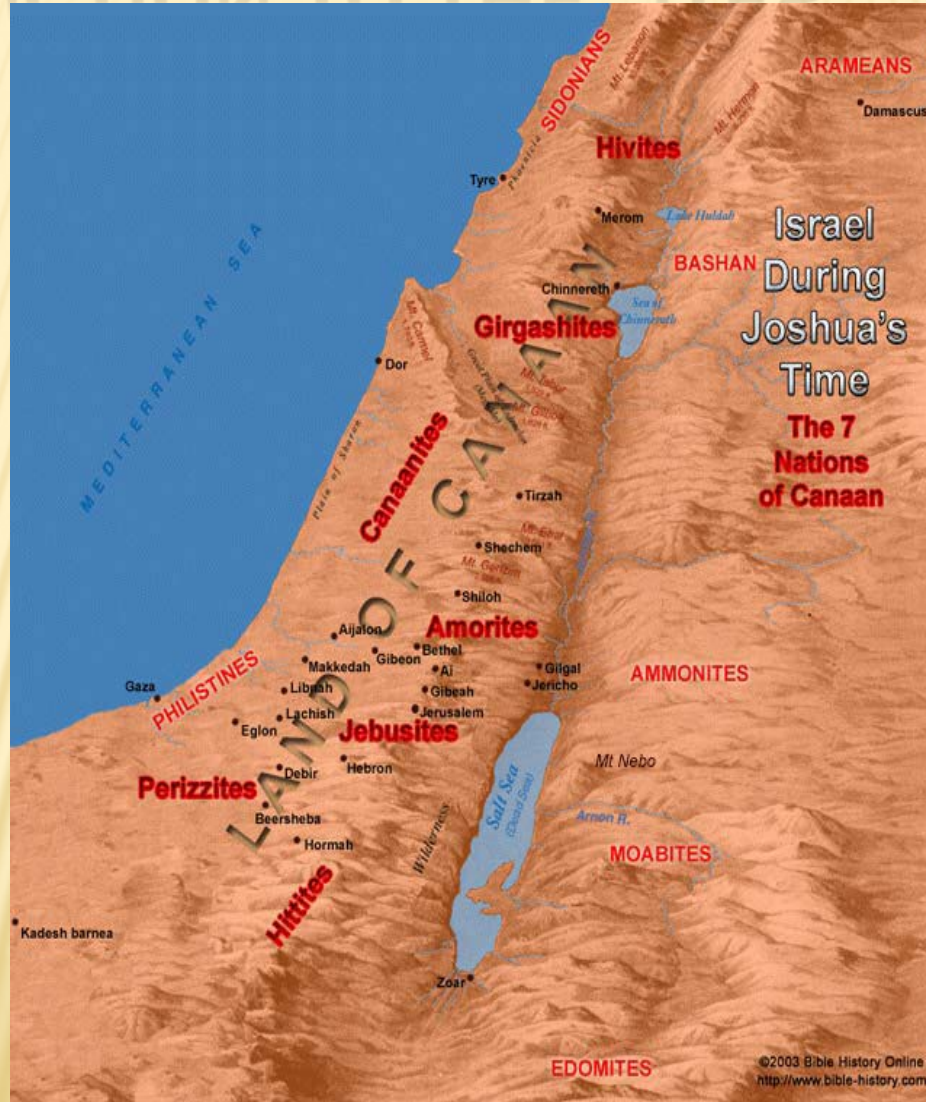 SIDONIANS
Mt. Lebanon
ARAMEANS
Damascus
Mt. Hermon
Phoenicia
Hivites
Tyre
Merom
Lake Huldah
Israel
During
Joshua's
Time
BASHAN
Chinnereth
Sea of
Chinnereth
The 7
Nations
of Canaan
Girgashites
Mt. Carmel
Dor
MEDITERRANEAN SEA
Mt. Tabor
Mt. Gilboa
Plain of Sharon
Canaanites
LAND OF CANAAN
Tirzah
Mt. Ebal
Shechem
Mt. Gerizim
Shiloh
Amorites
Aijalon
Gibeon
Bethel
Makkedah
Ai
Gilgal
Jericho
AMMONITES
Gaza
PHILISTINES
Libnah
Gibeah
Lachish
Jerusalem
Eglon
Jebusites
Hebron
Mt Nebo
Debir
Perizzites
Salt Sea
(Dead Sea)
Beersheba
Arnon R.
Hormah
Wilderness
MOABITES
Hittites
Kadesh barnea
Zoar
EDOMITES
©2003 Bible History Online
http://www.bible-history.com